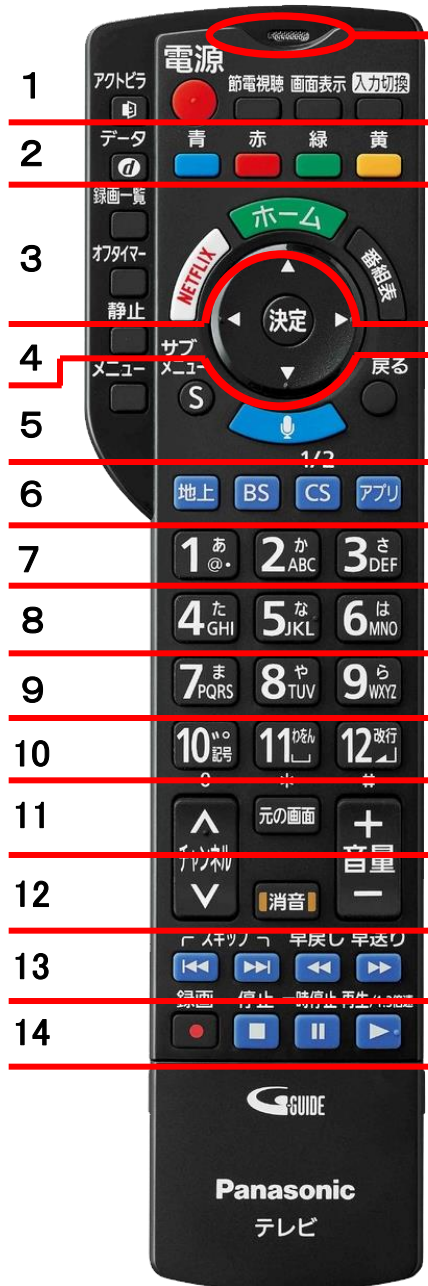 電源
1 アクトビラ 節電視聴 画面表示 入力切換
2 データ 青 赤 緑 黄
d
録画一覧 ホーム
3 オフタイマー NETFLIX 番組表
静止 決定
4 サブ
メニュー メニュー 戻る
5 S
1/2
6 地上 BS CS アプリ
7 1 あ @. 2 か ABC 3 さ DEF
8 4 た GHI 5 な JKL 6 は MNO
9 7 ま PQRS 8 や TUV 9 ら WXYZ
10 10 ゛゜ 記号 11 わをん 12 改行
0 * #
11 元の画面 +
チャンネル 音量
12 消音 −
スキップ 早戻し 早送り
13
録画 停止 一時停止 再生/1.3倍速
14
G-GUIDE
Panasonic
テレビ